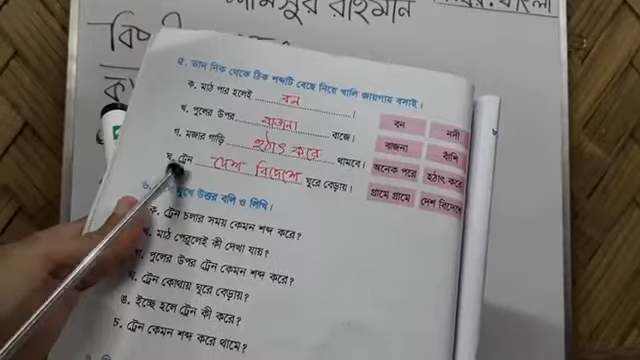 শামসুর রাহমান
৫. ডান দিক থেকে ঠিক শব্দটি বেছে নিয়ে খালি জায়গায় বসাই।
ক. মাঠ পার হলেই বন।
খ. পুলের উপর বাজনা বাজে।
গ. মজার গাড়ি হঠাৎ করে থামবে।
ঘ. ট্রেন দেশ বিদেশে ঘুরে বেড়ায়।
বন নদী
বাজনা বাঁশি
অনেক পরে হঠাৎ করে
গ্রামে গ্রামে দেশ বিদেশে
৬. মুখে উত্তর বলি ও লিখি।
ক. ট্রেন চলার সময় কেমন শব্দ করে?
খ. মাঠ পেরুলেই কী দেখা যায়?
গ. পুলের উপর ট্রেন কেমন শব্দ করে?
ঘ. ট্রেন কোথায় ঘুরে বেড়ায়?
ঙ. ইচ্ছে হলে ট্রেন কী করে?
চ. ট্রেন কেমন শব্দ করে থামে?